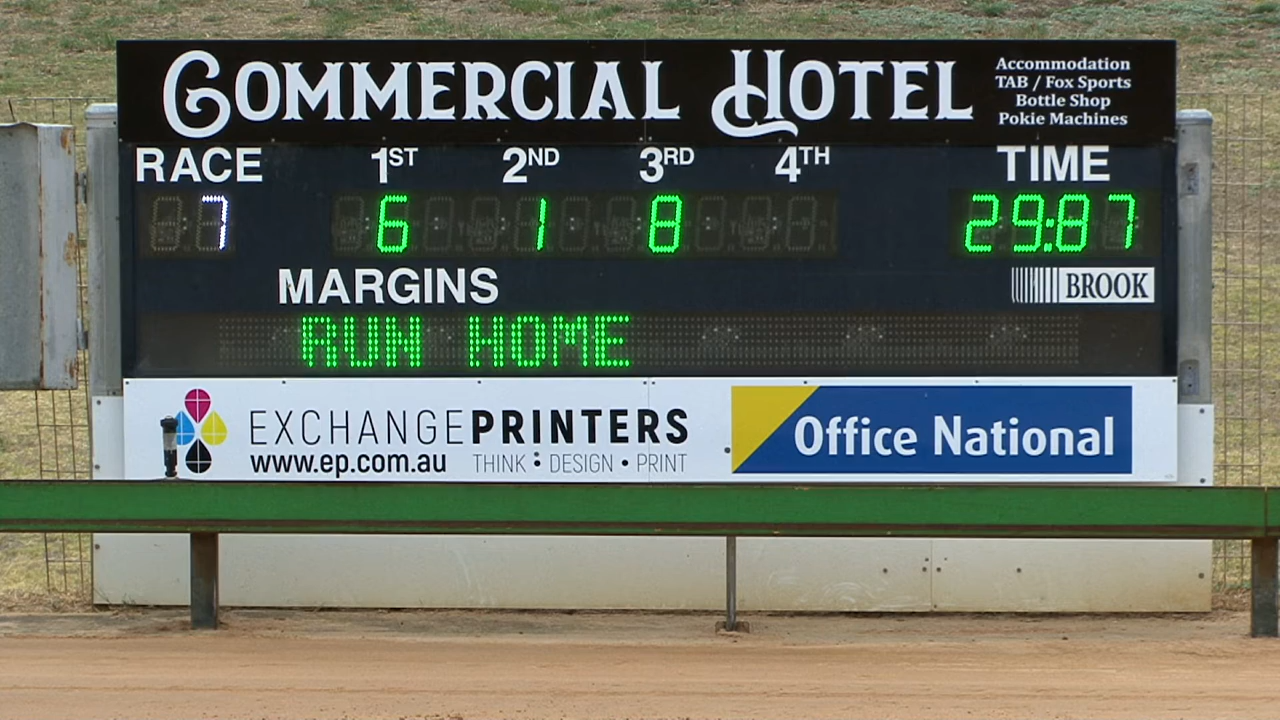 COMMERCIAL HOTEL
Accommodation
TAB / Fox Sports
Bottle Shop
Pokie Machines
RACE 1ST 2ND 3RD 4TH TIME
7 6 1 8 29:87
MARGINS
BROOK
RUN HOME
EXCHANGEPRINTERS
www.ep.com.au THINK • DESIGN • PRINT
Office National